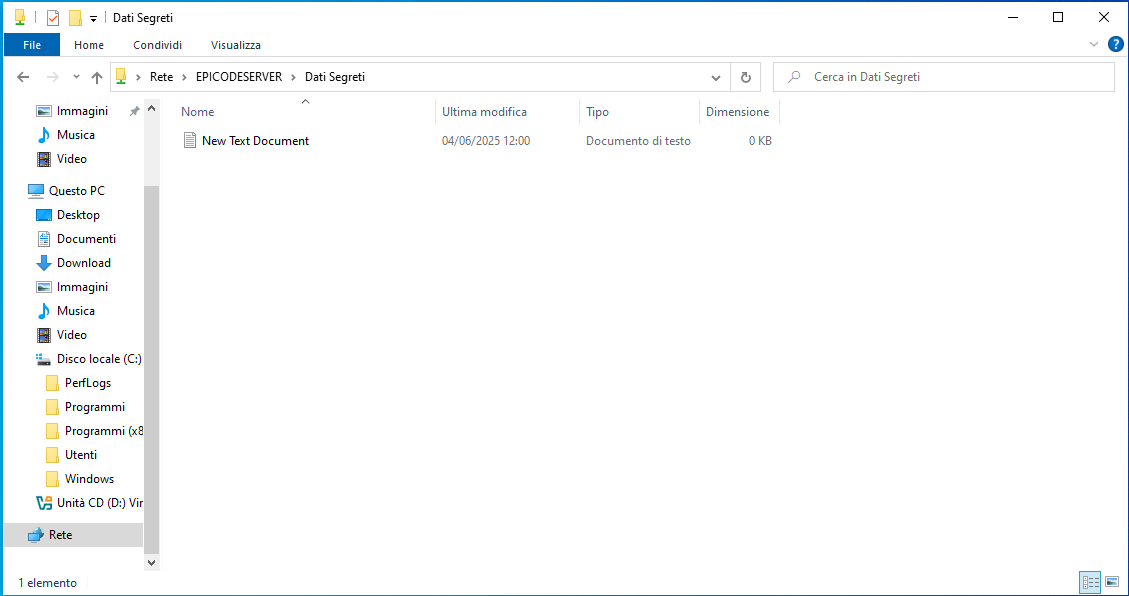 Dati Segreti
File Home Condividi Visualizza
Rete EPICODESERVER Dati Segreti
Cerca in Dati Segreti
Immagini
Musica
Video
Questo PC
Desktop
Documenti
Download
Immagini
Musica
Video
Disco locale (C:)
PerfLogs
Programmi
Programmi (x8
Utenti
Windows
Unità CD (D:) Vir
Rete
Nome Ultima modifica Tipo Dimensione
New Text Document 04/06/2025 12:00 Documento di testo 0 KB
1 elemento